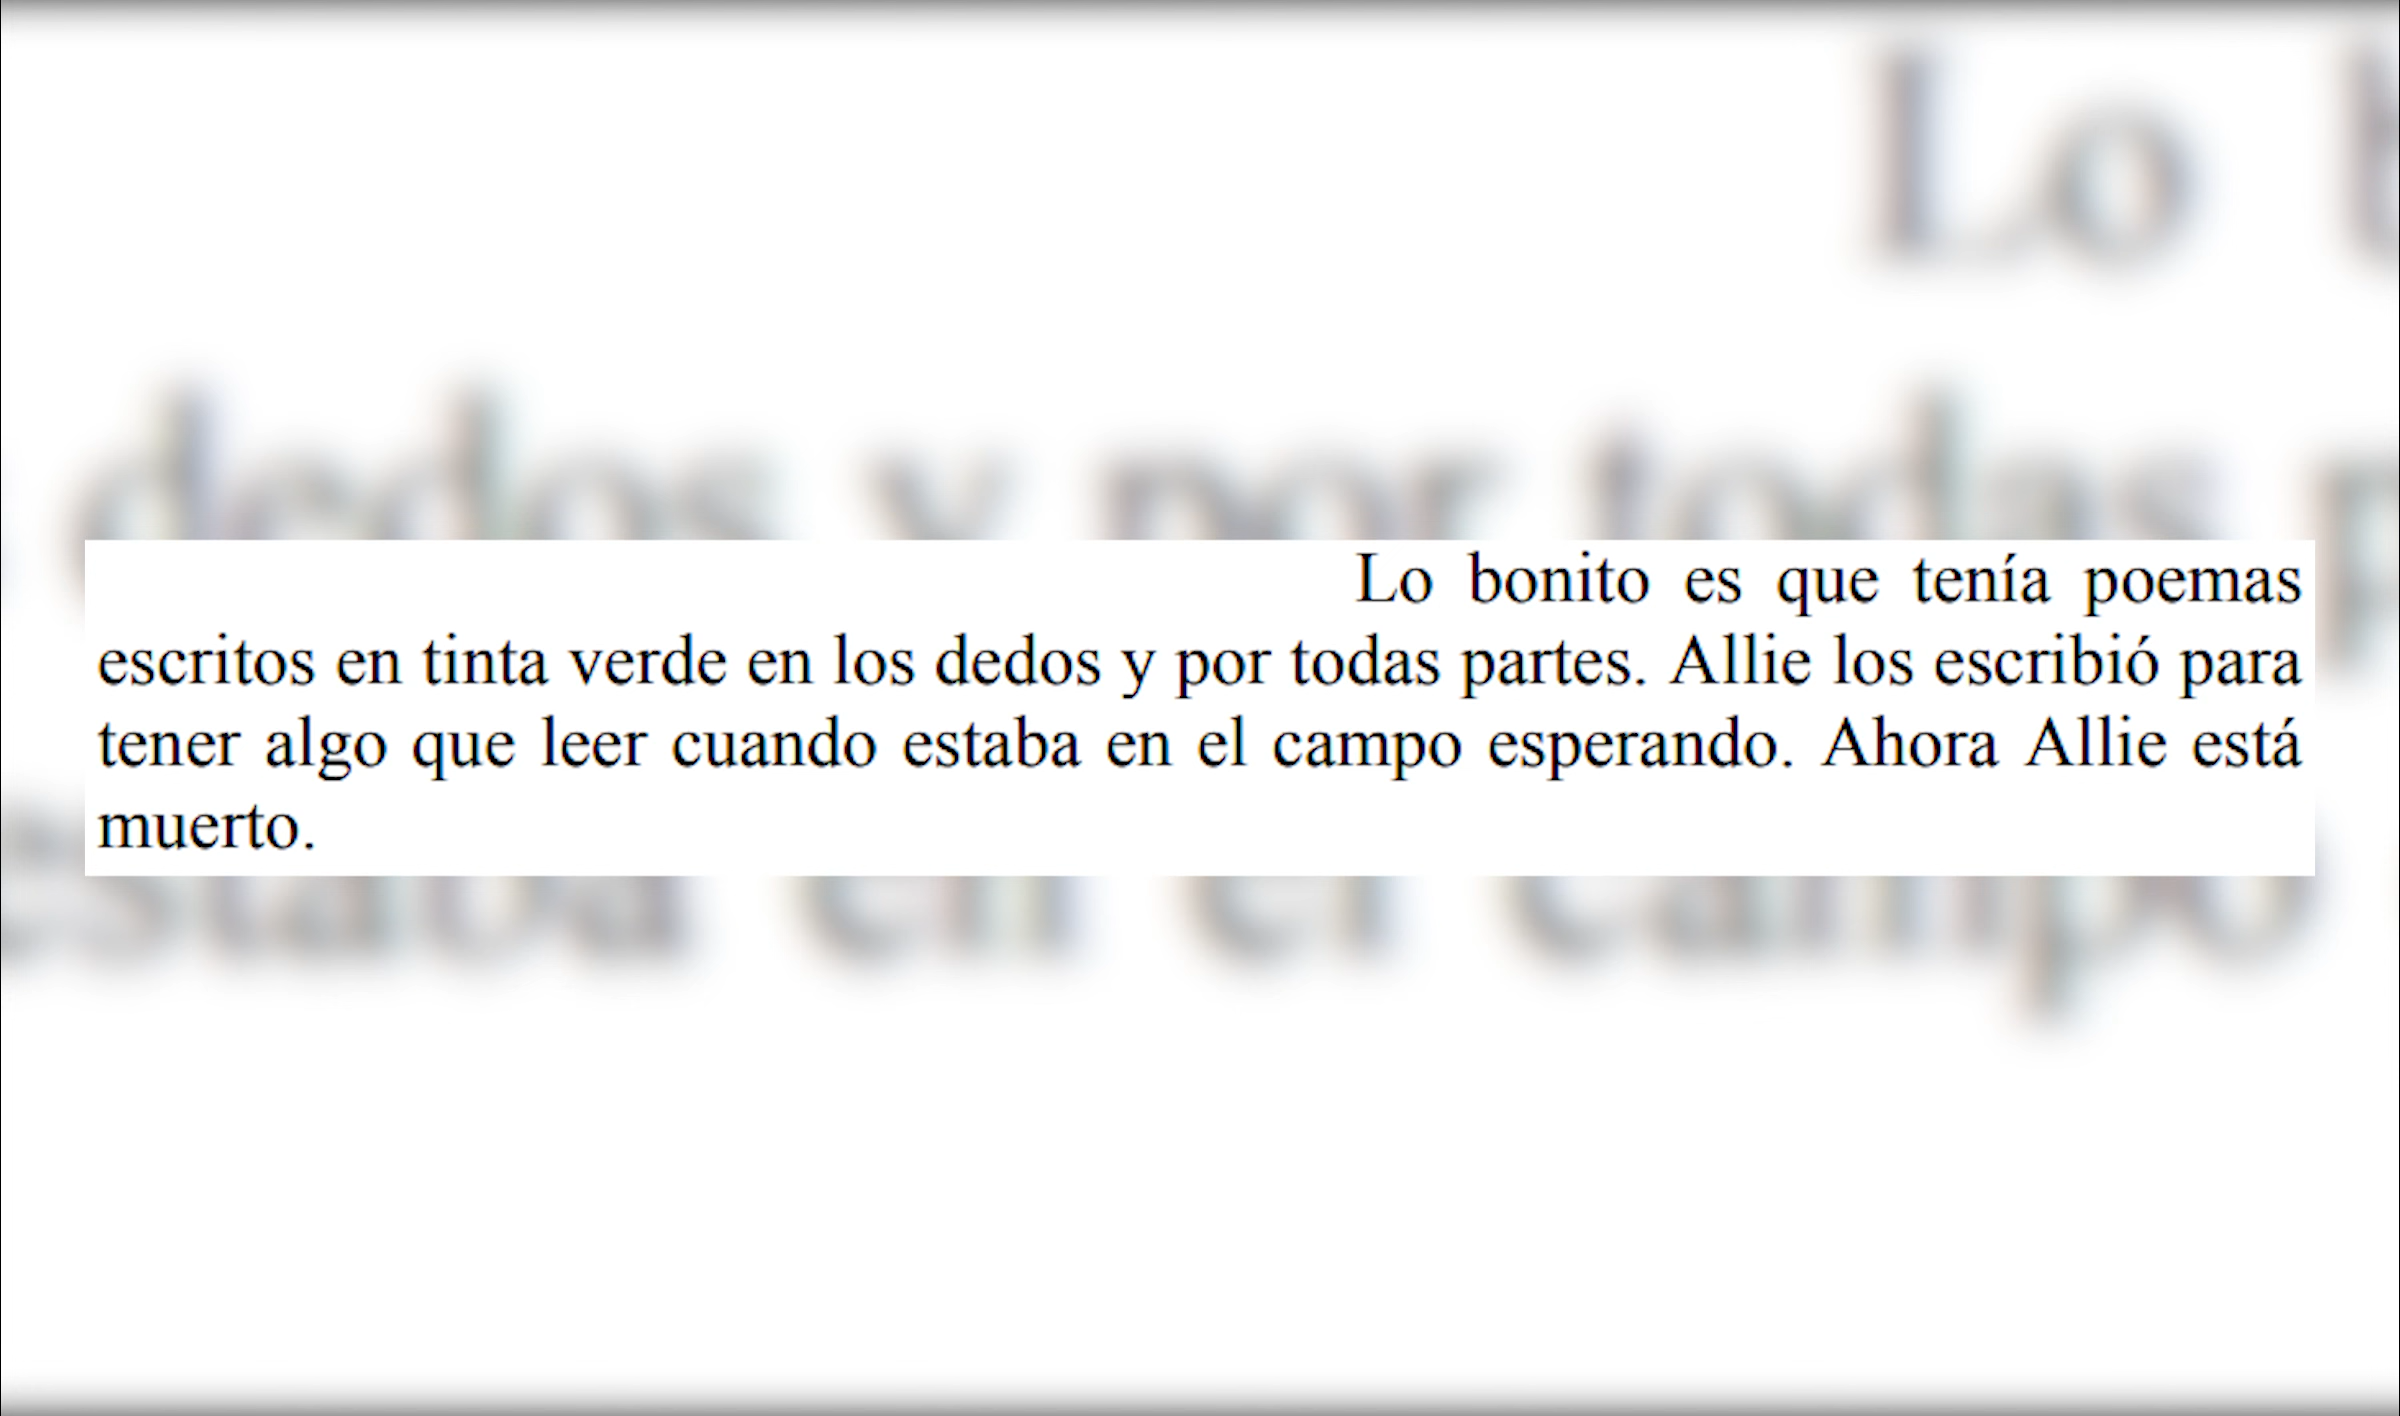 Lo bonito es que tenía poemas
escritos en tinta verde en los dedos y por todas partes. Allie los escribió para
tener algo que leer cuando estaba en el campo esperando. Ahora Allie está
muerto.